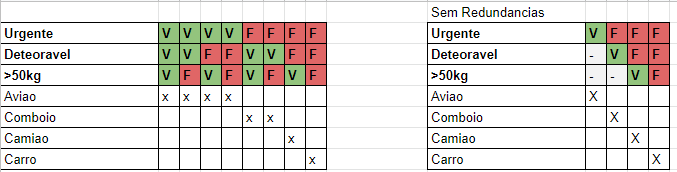 Sem Redundancias
Urgente V V V V F F F F
Deteoravel V V F F V V F F
>50kg V F V F V F V F
Aviao x x x x
Comboio x x
Camiao x
Carro x
Urgente V F F F
Deteoravel - V F F
>50kg - - V F
Aviao X
Comboio X
Camiao X
Carro X